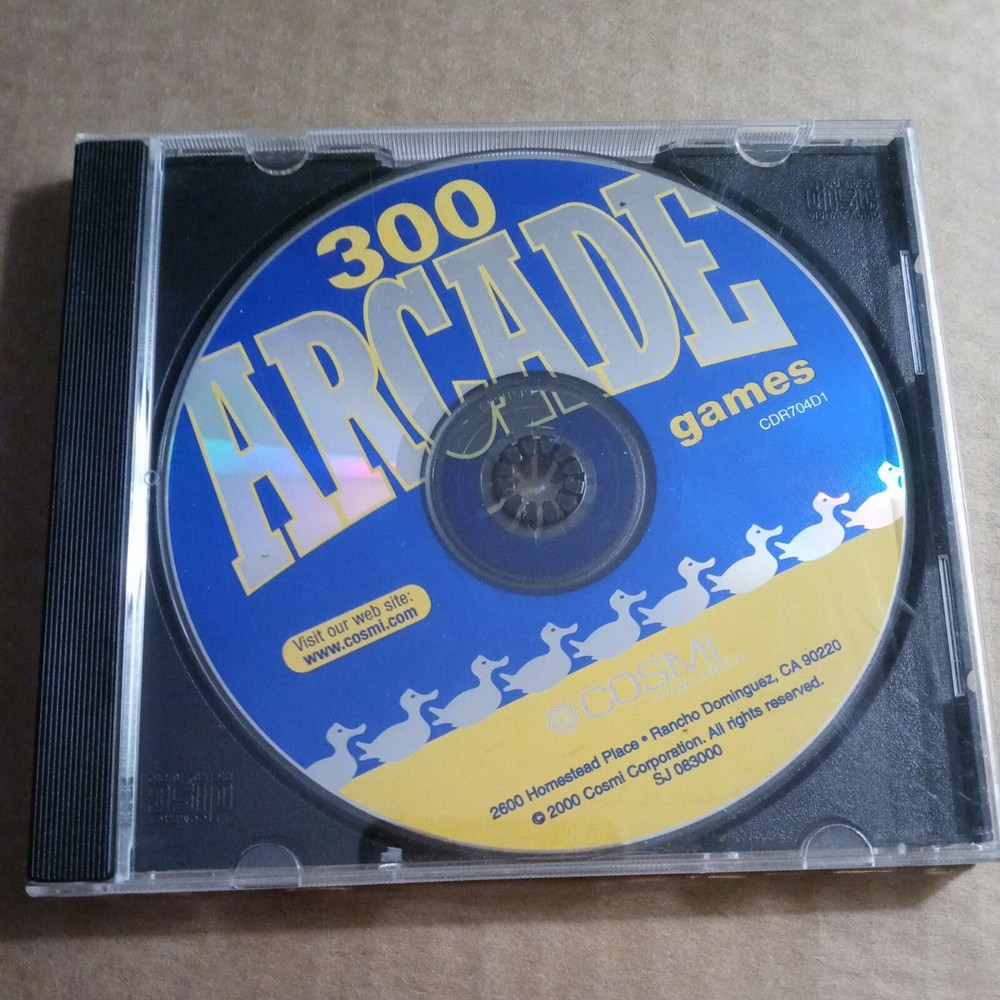 300
ARCADE
games
CDR704D1
Visit our web site:
www.cosmi.com
COSMI
2600 Homestead Place • Rancho Dominguez, CA 90220
© 2000 Cosmi Corporation. All rights reserved.
SJ 083000